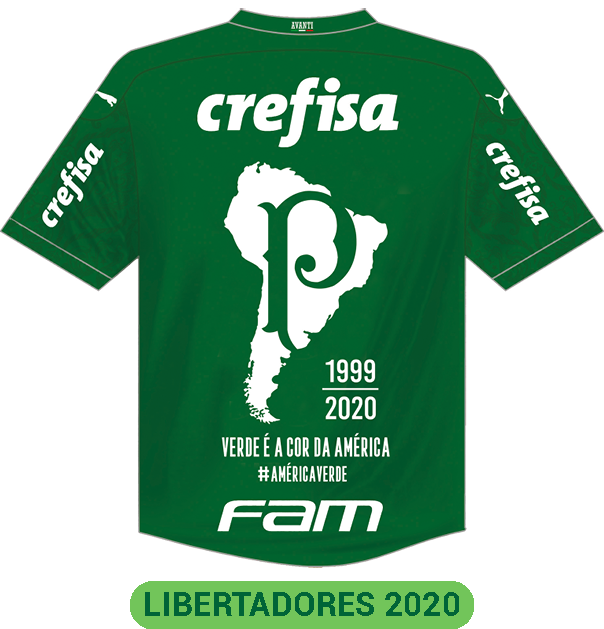 AVANTI
crefisa
crefisa
crefisa
P
1999
2020
VERDE É A COR DA AMÉRICA
#AMÉRICAVERDE
FAM
LIBERTADORES 2020